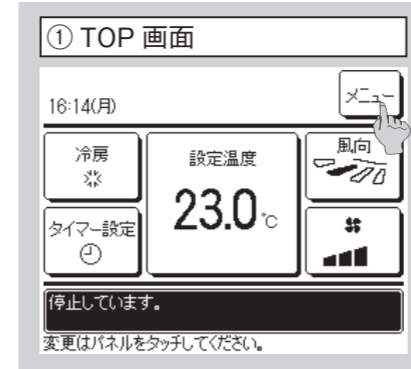 ① TOP 画面
16:14(月)
メニュー
冷房
設定温度
風向
23.0℃
タイマー設定
停止しています。
変更はパネルをタッチしてください。